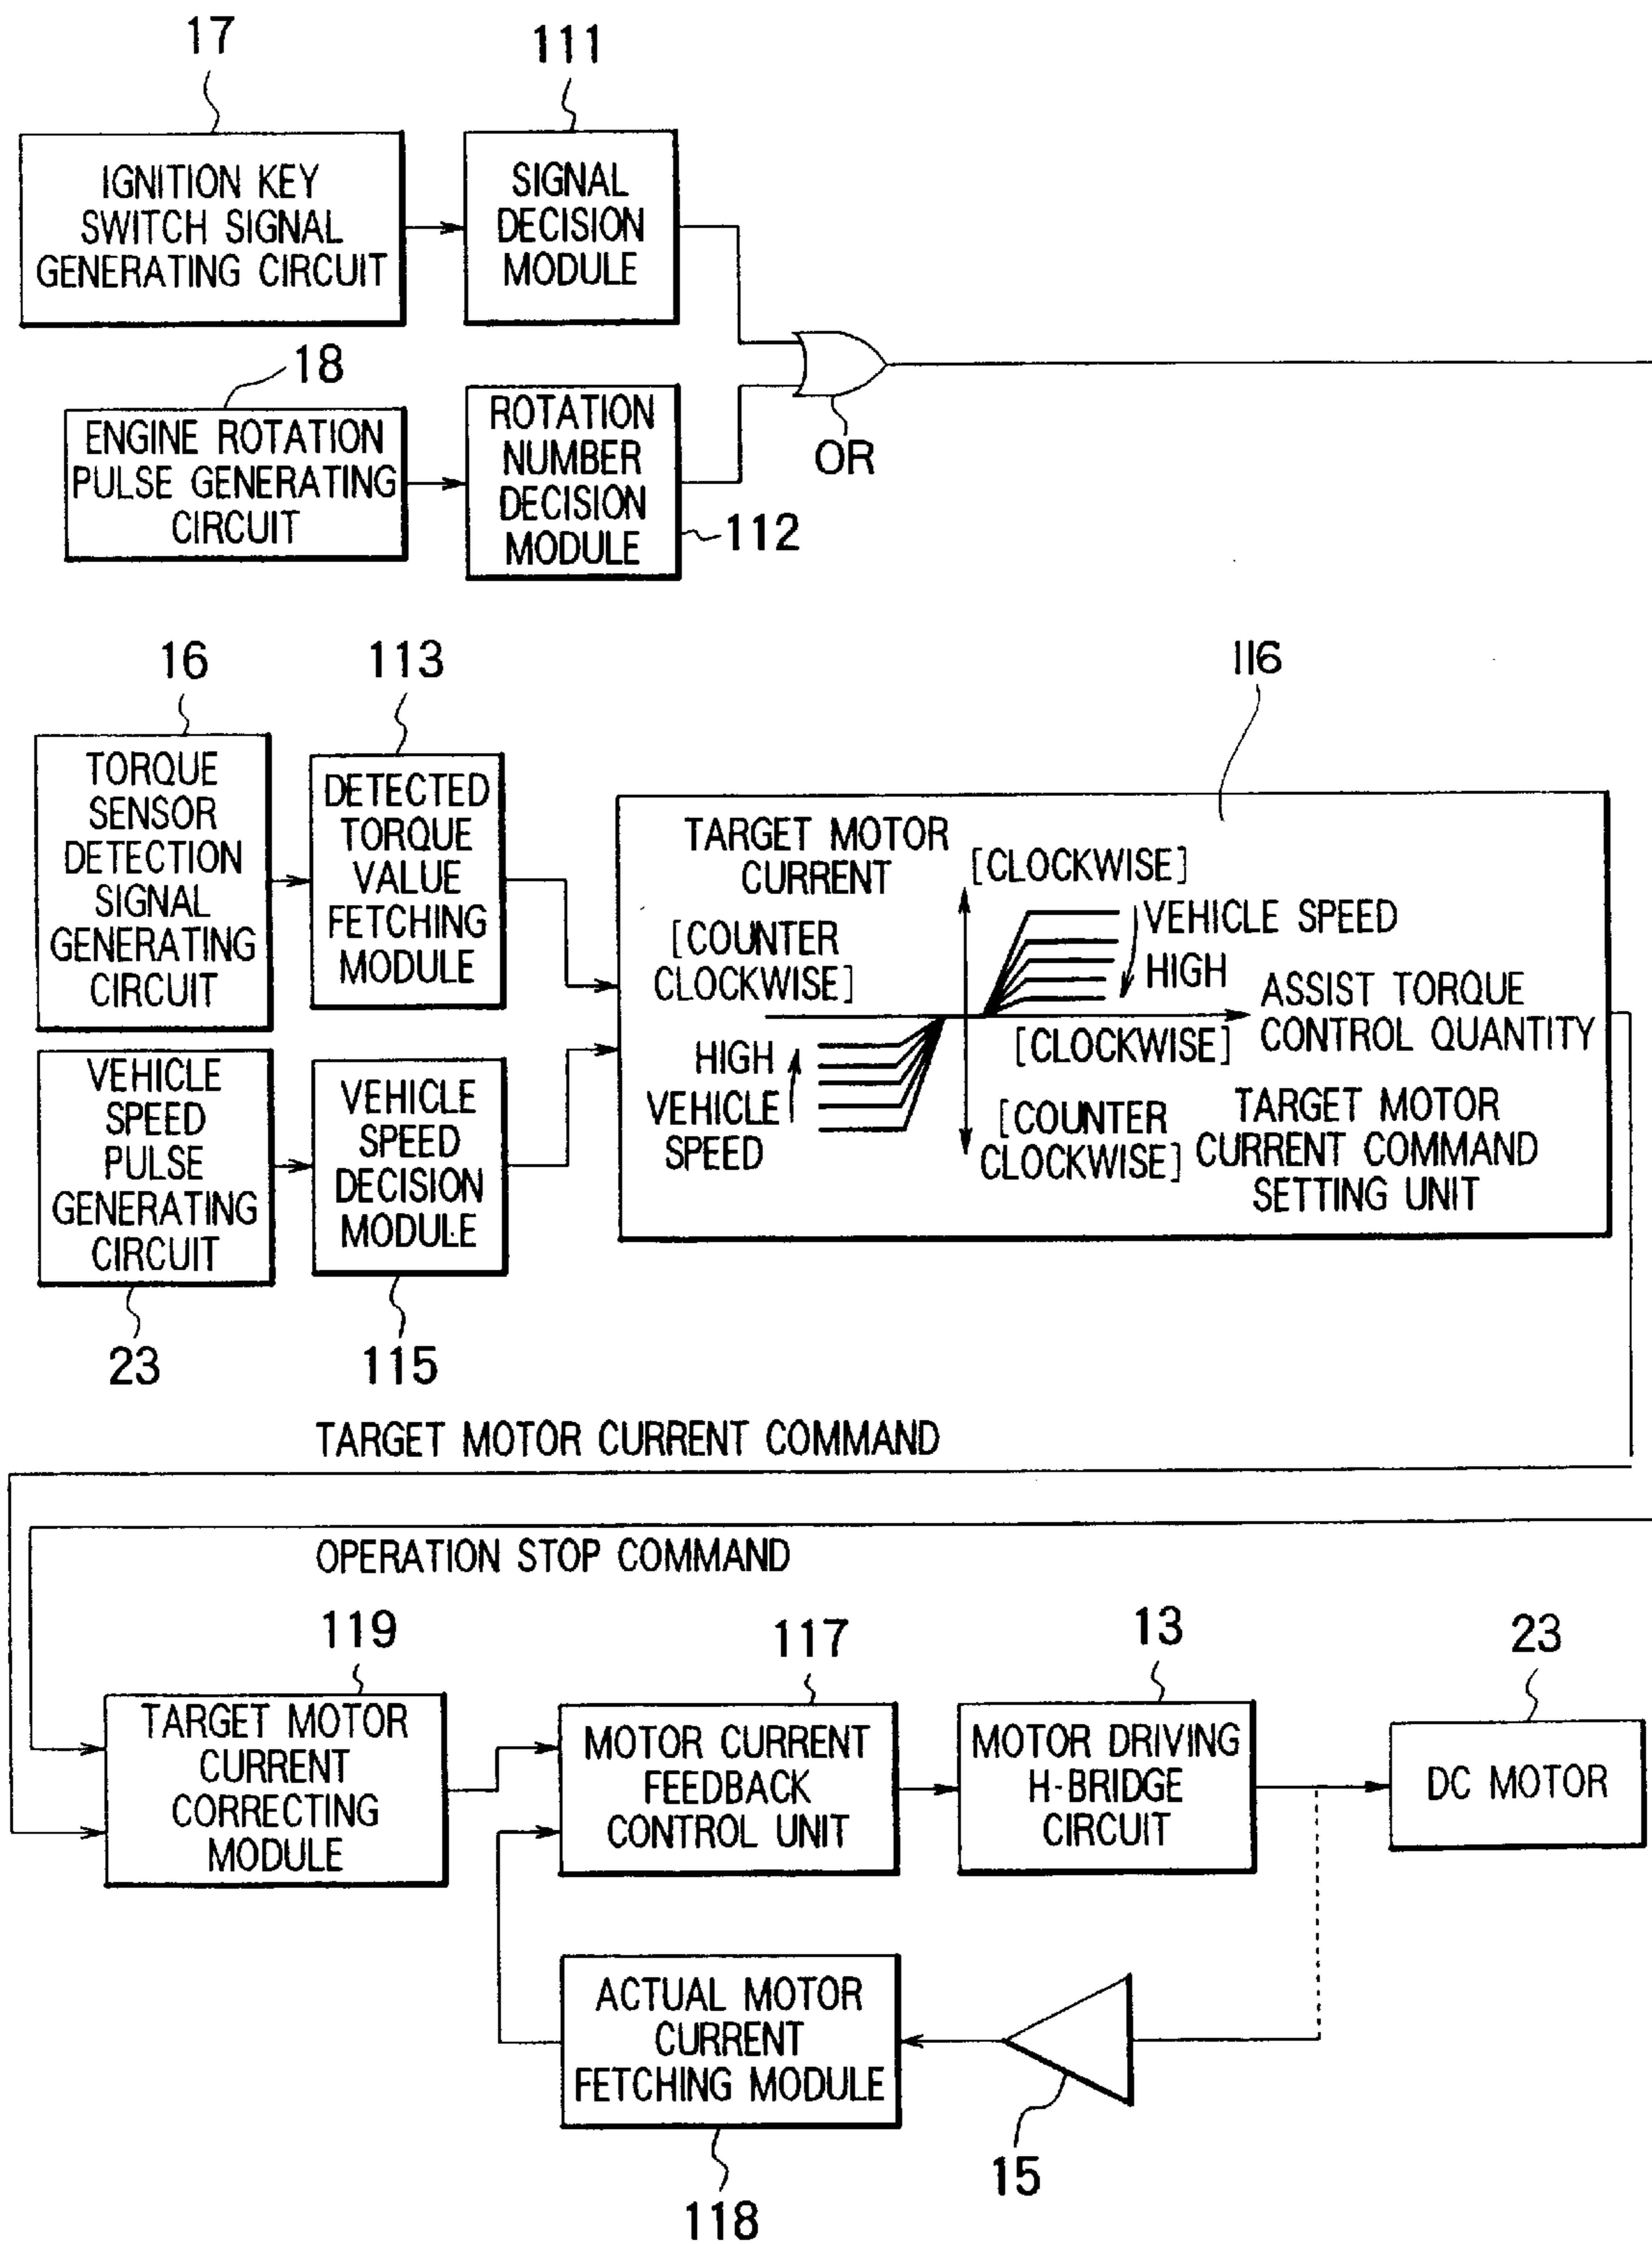 17
111
IGNITION KEY
SWITCH SIGNAL
GENERATING CIRCUIT
SIGNAL
DECISION
MODULE
18
ENGINE ROTATION
PULSE GENERATING
CIRCUIT
ROTATION
NUMBER
DECISION
MODULE
OR
112
16
113
116
TORQUE
SENSOR
DETECTION
SIGNAL
GENERATING
CIRCUIT
DETECTED
TORQUE
VALUE
FETCHING
MODULE
TARGET MOTOR
CURRENT
[CLOCKWISE]
[COUNTER
CLOCKWISE]
VEHICLE SPEED
HIGH
ASSIST TORQUE
CONTROL QUANTITY
[CLOCKWISE]
HIGH
VEHICLE
SPEED
[COUNTER
CLOCKWISE]
TARGET MOTOR
CURRENT COMMAND
SETTING UNIT
VEHICLE
SPEED
PULSE
GENERATING
CIRCUIT
VEHICLE
SPEED
DECISION
MODULE
23
115
TARGET MOTOR CURRENT COMMAND
OPERATION STOP COMMAND
119
117
13
23
TARGET MOTOR
CURRENT
CORRECTING
MODULE
MOTOR CURRENT
FEEDBACK
CONTROL UNIT
MOTOR DRIVING
H-BRIDGE
CIRCUIT
DC MOTOR
ACTUAL MOTOR
CURRENT
FETCHING MODULE
15
118